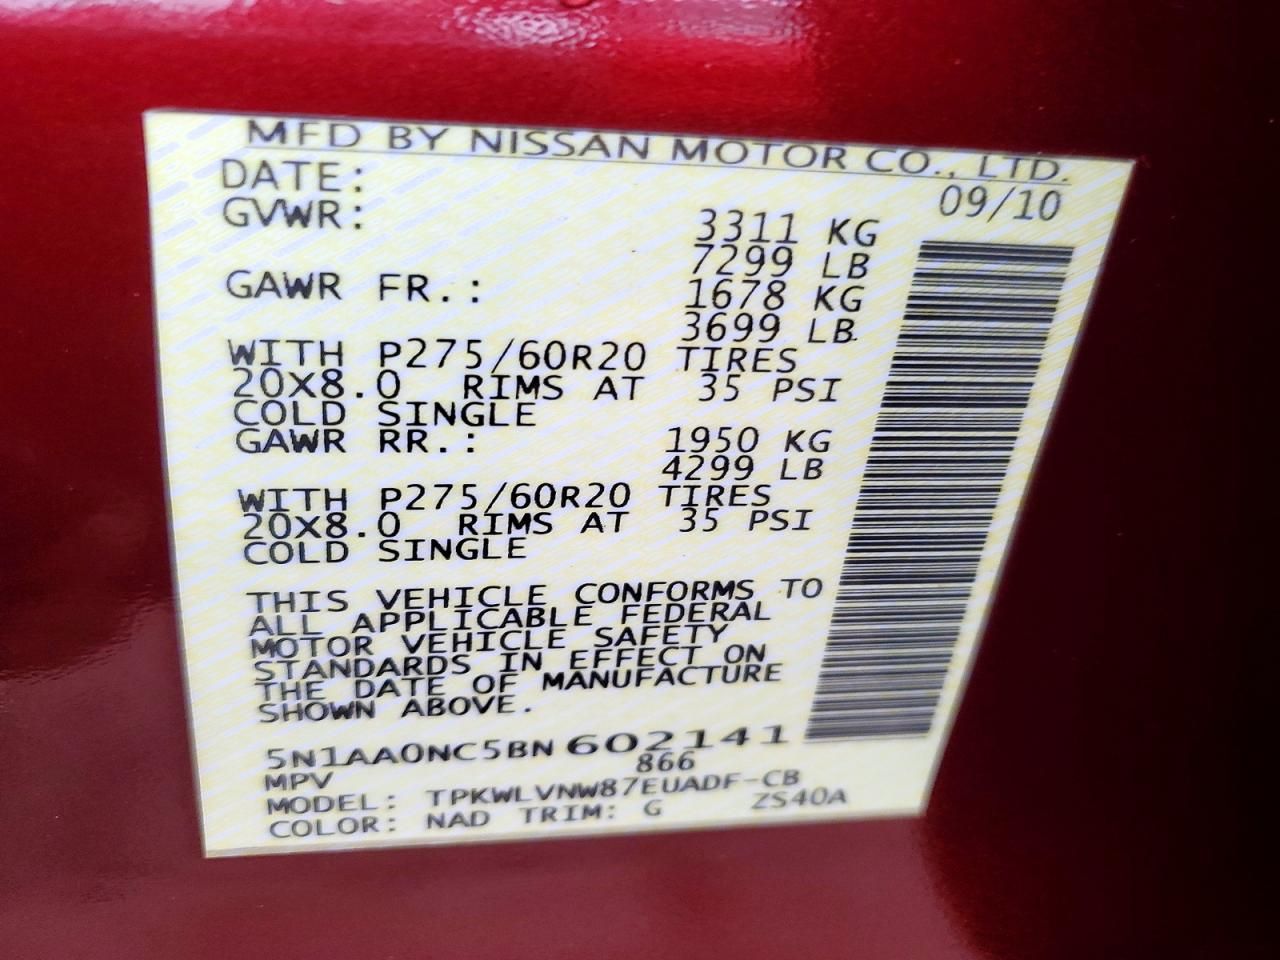 MFD BY NISSAN MOTOR CO., LTD.
DATE: 09/10
GVWR: 3311 KG
7299 LB
GAWR FR.: 1678 KG
3699 LB.
WITH P275/60R20 TIRES
20X8.0 RIMS AT 35 PSI
COLD SINGLE
GAWR RR.: 1950 KG
4299 LB
WITH P275/60R20 TIRES
20X8.0 RIMS AT 35 PSI
COLD SINGLE
THIS VEHICLE CONFORMS TO
ALL APPLICABLE FEDERAL
MOTOR VEHICLE SAFETY
STANDARDS IN EFFECT ON
THE DATE OF MANUFACTURE
SHOWN ABOVE.
5N1AA0NC5BN602141
MPV 866
MODEL: TPKWLVNW87EUADF-CB
COLOR: NAD TRIM: G ZS40A